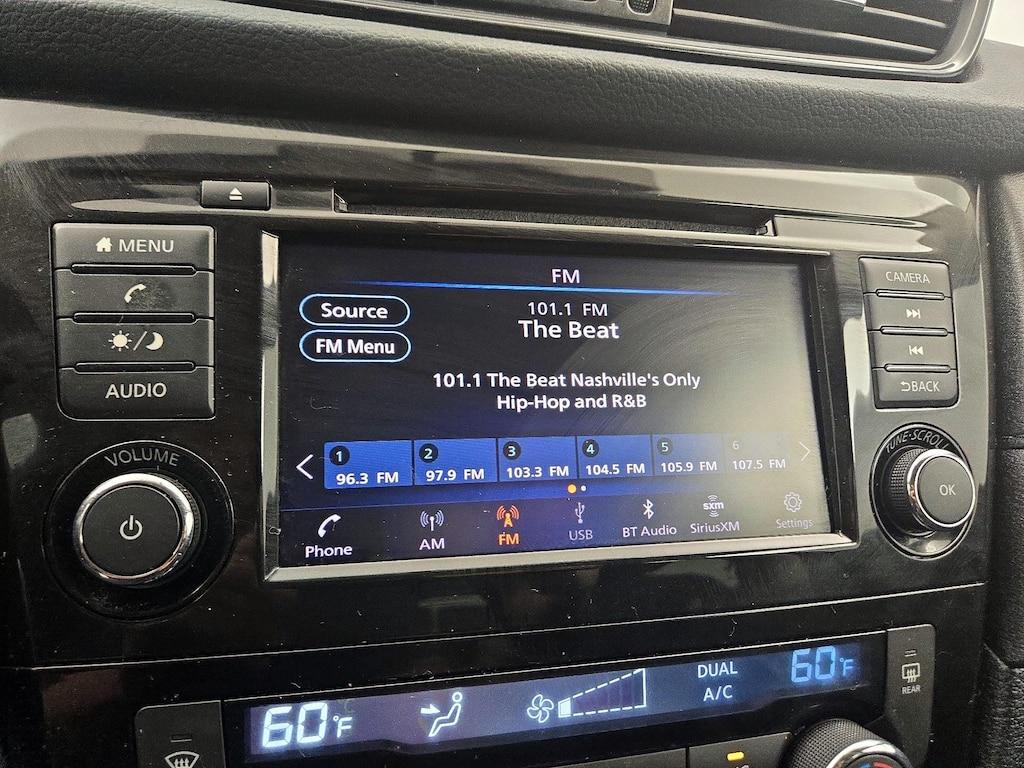 MENU
AUDIO
VOLUME
FM
Source
FM Menu
101.1 FM
The Beat
101.1 The Beat Nashville's Only
Hip-Hop and R&B
1 96.3 FM
2 97.9 FM
3 103.3 FM
4 104.5 FM
5 105.9 FM
6 107.5 FM
Phone
AM
FM
USB
BT Audio
sxm
SiriusXM
Settings
CAMERA
BACK
TUNE·SCROLL
OK
60°F
DUAL
A/C
60°F
REAR